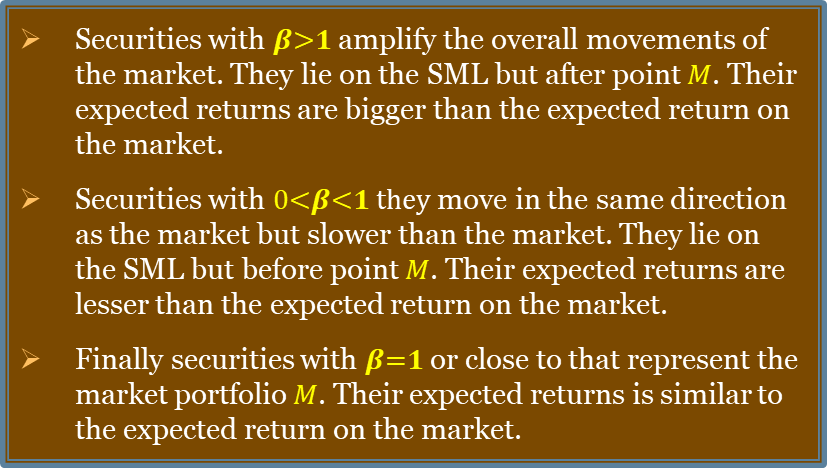 ➢ Securities with β>1 amplify the overall movements of
the market. They lie on the SML but after point M. Their
expected returns are bigger than the expected return on
the market.
➢ Securities with 0<β<1 they move in the same direction
as the market but slower than the market. They lie on
the SML but before point M. Their expected returns are
lesser than the expected return on the market.
➢ Finally securities with β=1 or close to that represent the
market portfolio M. Their expected returns is similar to
the expected return on the market.